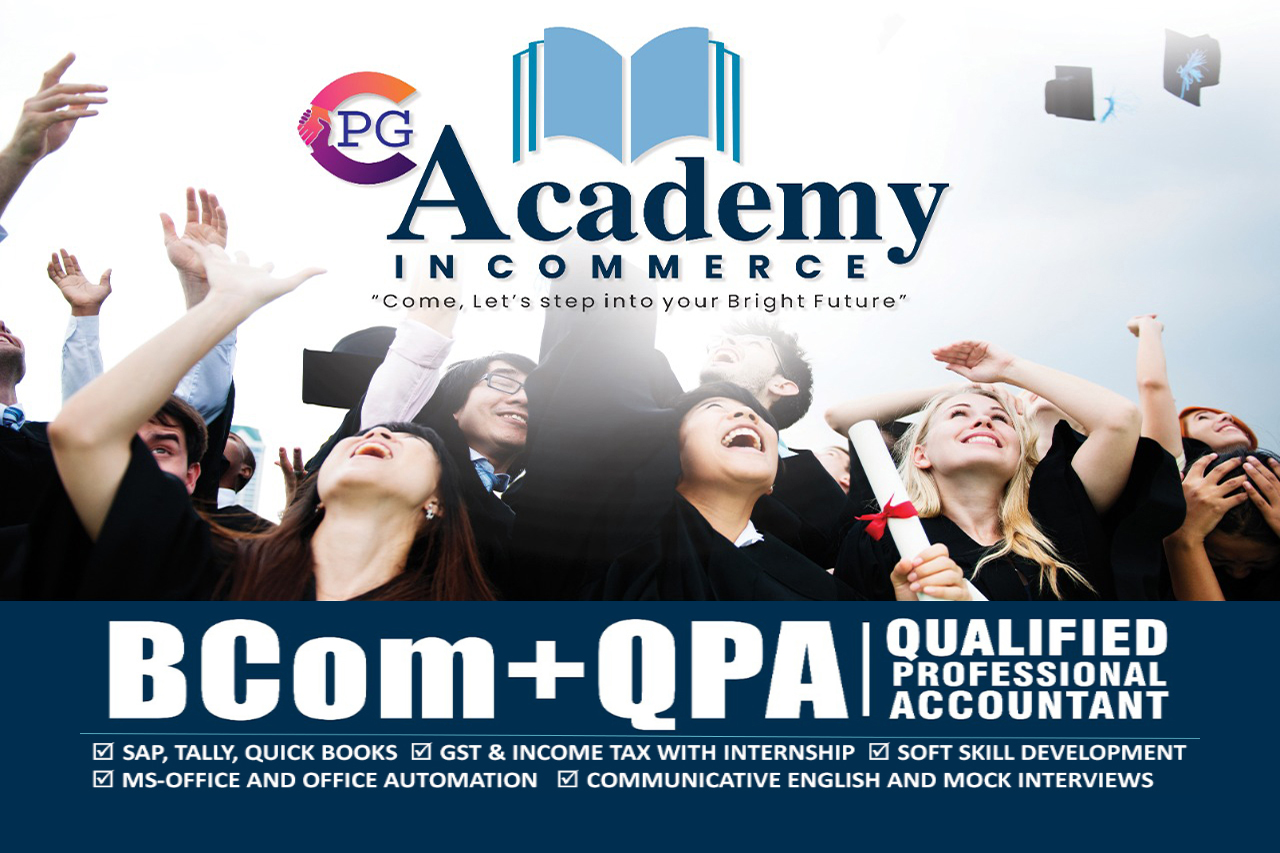 CPG
Academy
IN COMMERCE
“Come, Let’s step into your Bright Future”
BCom+QPA
QUALIFIED
PROFESSIONAL
ACCOUNTANT
☑ SAP, TALLY, QUICK BOOKS ☑ GST & INCOME TAX WITH INTERNSHIP ☑ SOFT SKILL DEVELOPMENT
☑ MS-OFFICE AND OFFICE AUTOMATION ☑ COMMUNICATIVE ENGLISH AND MOCK INTERVIEWS